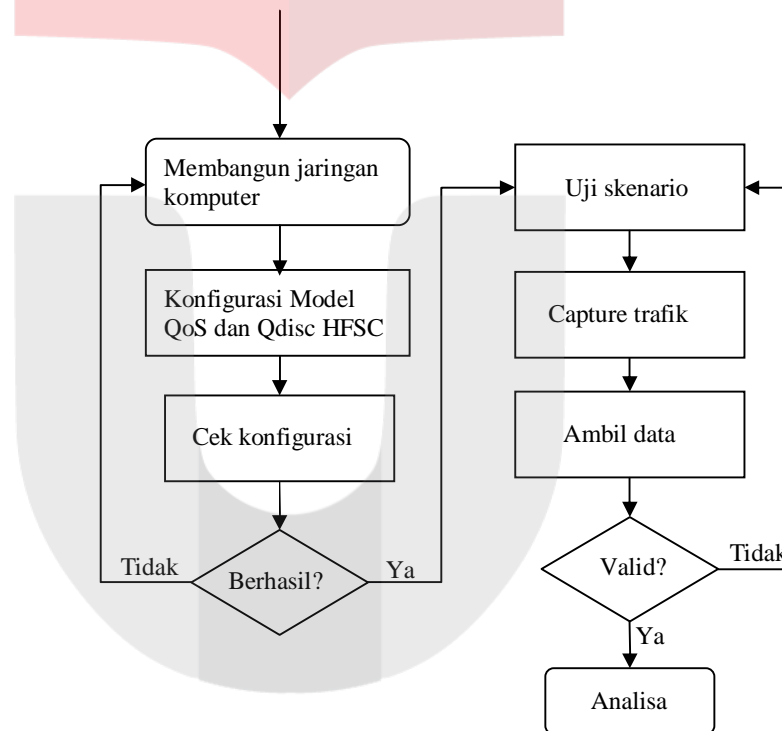 Membangun jaringan
komputer
Konfigurasi Model
QoS dan Qdisc HFSC
Cek konfigurasi
Berhasil?
Tidak
Ya
Uji skenario
Capture trafik
Ambil data
Valid?
Tidak
Ya
Analisa